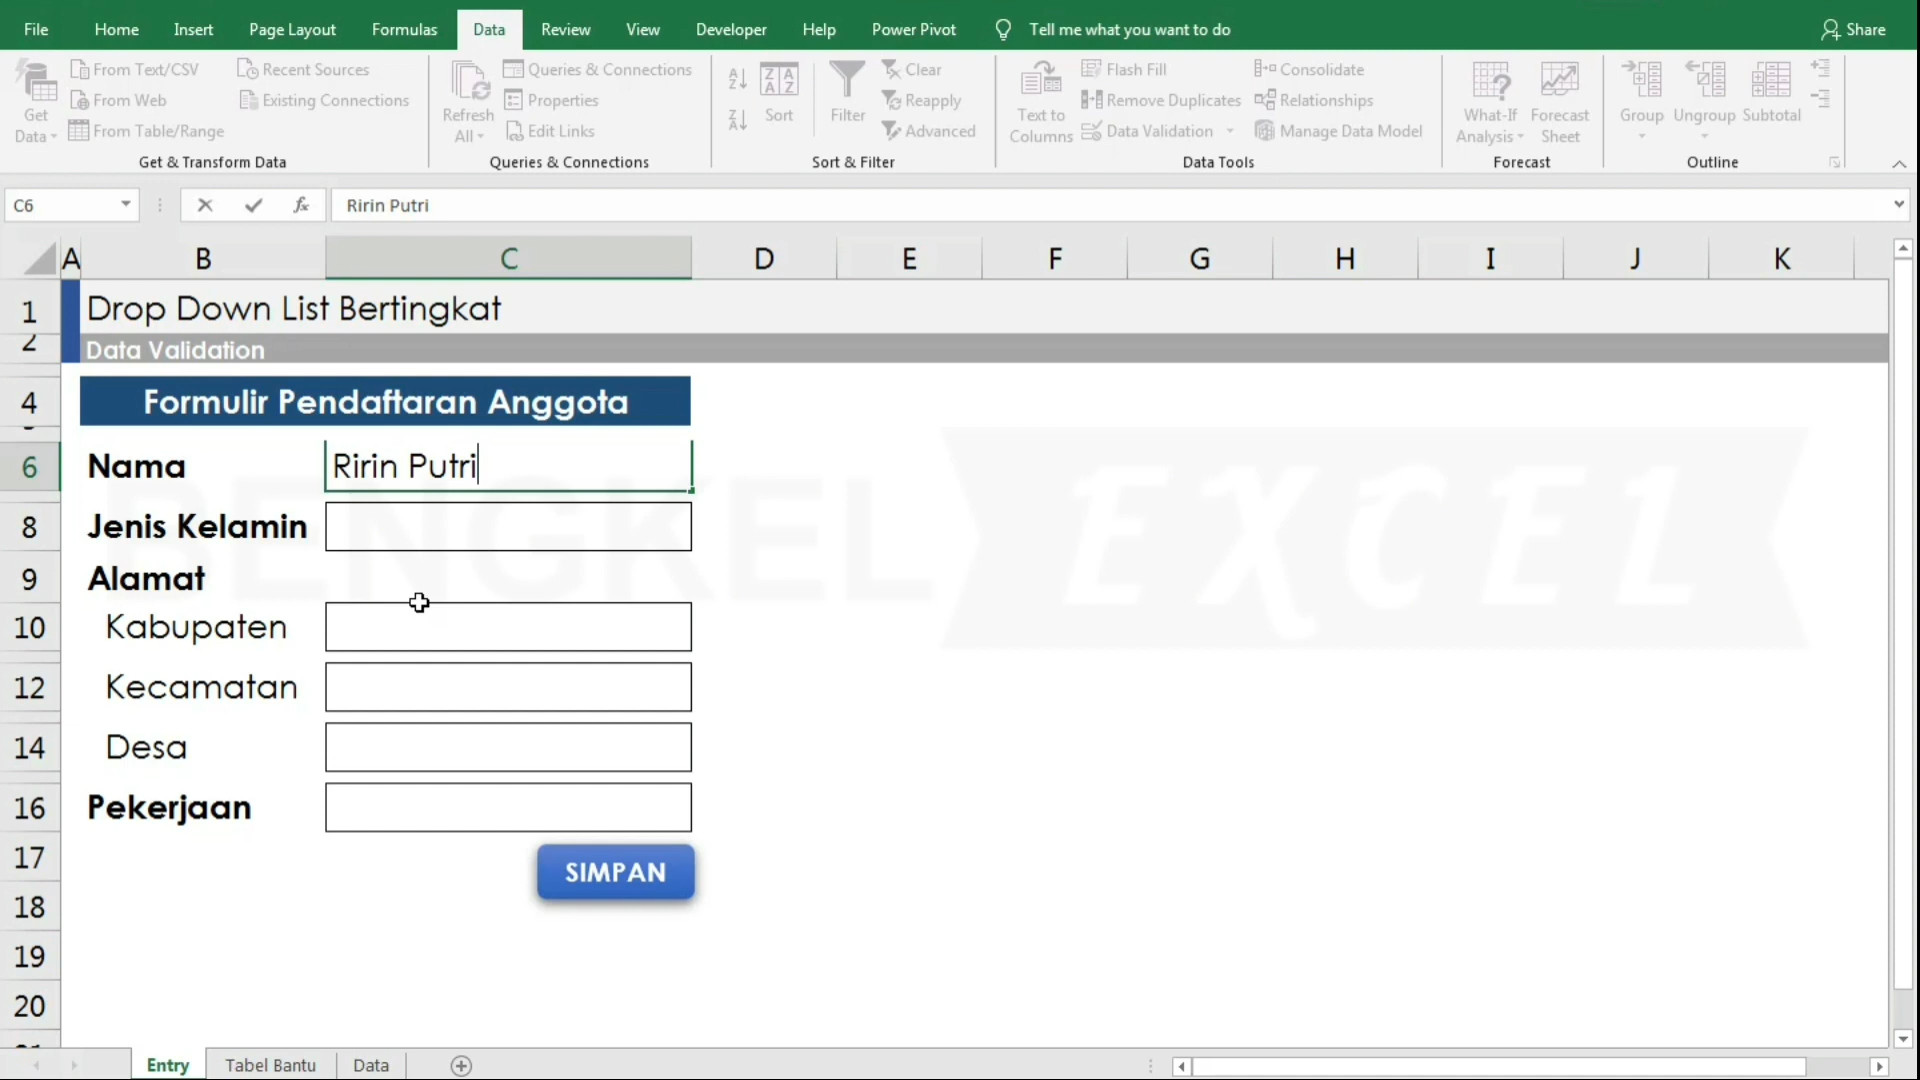 File Home Insert Page Layout Formulas Data Review View Developer Help Power Pivot Tell me what you want to do Share
Get Data
From Text/CSV
From Web
From Table/Range
Recent Sources
Existing Connections
Get & Transform Data
Refresh All
Queries & Connections
Properties
Edit Links
Queries & Connections
Sort
Filter
Clear
Reapply
Advanced
Sort & Filter
Text to Columns
Flash Fill
Remove Duplicates
Data Validation
Consolidate
Relationships
Manage Data Model
Data Tools
What-If Analysis
Forecast Sheet
Forecast
Group
Ungroup
Subtotal
Outline
C6 fx Ririn Putri
A B C D E F G H I J K
1 Drop Down List Bertingkat
2 Data Validation
4 Formulir Pendaftaran Anggota
6 Nama Ririn Putri
8 Jenis Kelamin
9 Alamat
10 Kabupaten
12 Kecamatan
14 Desa
16 Pekerjaan
17 SIMPAN
18
19
20
BENGKEL EXCEL
Entry Tabel Bantu Data